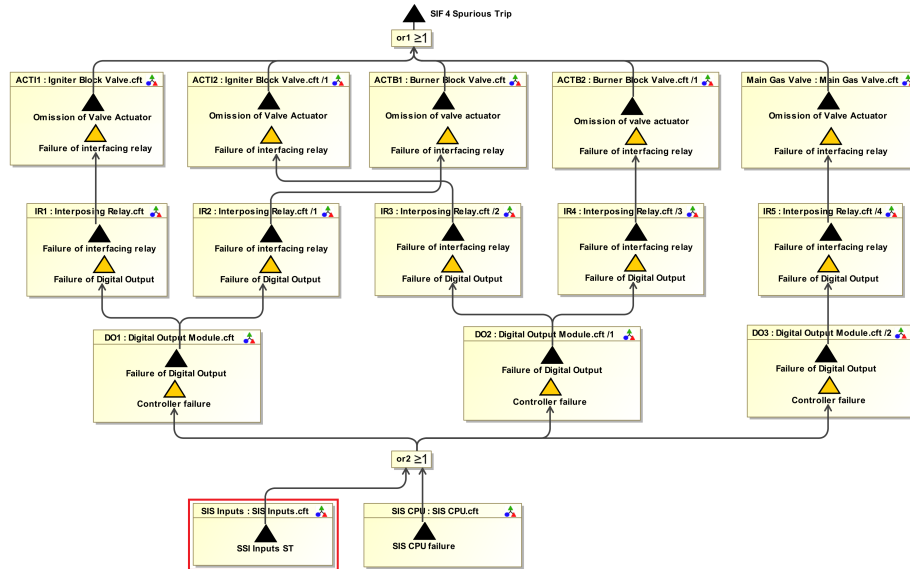 SIF 4 Spurious Trip
or1 ≥1
ACTI1 : Igniter Block Valve.cft
Omission of Valve Actuator
Failure of interfacing relay
ACTI2 : Igniter Block Valve.cft /1
Omission of Valve Actuator
Failure of interfacing relay
ACTB1 : Burner Block Valve.cft
Omission of valve actuator
Failure of interfacing relay
ACTB2 : Burner Block Valve.cft /1
Omission of valve actuator
Failure of interfacing relay
Main Gas Valve : Main Gas Valve.cft
Omission of Valve Actuator
Failure of interfacing relay
IR1 : Interposing Relay.cft
Failure of interfacing relay
Failure of Digital Output
IR2 : Interposing Relay.cft /1
Failure of interfacing relay
Failure of Digital Output
IR3 : Interposing Relay.cft /2
Failure of interfacing relay
Failure of Digital Output
IR4 : Interposing Relay.cft /3
Failure of interfacing relay
Failure of Digital Output
IR5 : Interposing Relay.cft /4
Failure of interfacing relay
Failure of Digital Output
DO1 : Digital Output Module.cft
Failure of Digital Output
Controller failure
DO2 : Digital Output Module.cft /1
Failure of Digital Output
Controller failure
DO3 : Digital Output Module.cft /2
Failure of Digital Output
Controller failure
or2 ≥1
SIS Inputs : SIS Inputs.cft
SSI Inputs ST
SIS CPU : SIS CPU.cft
SIS CPU failure